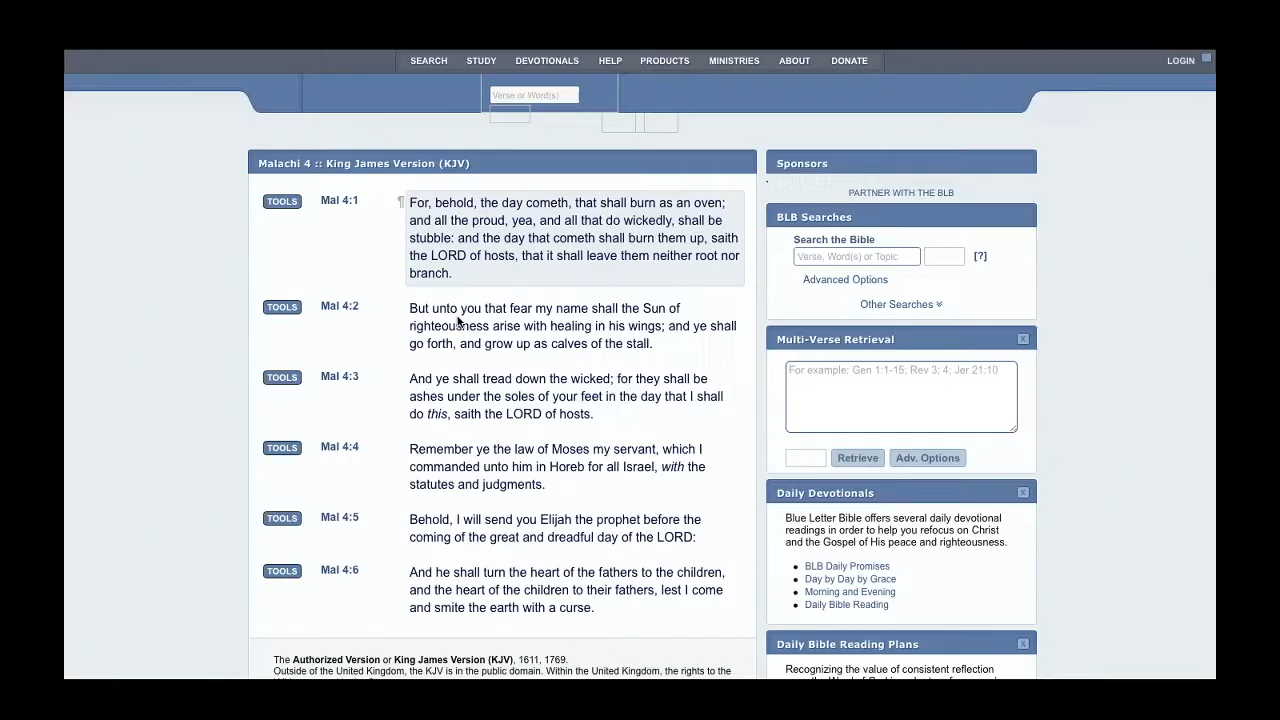 SEARCH STUDY DEVOTIONALS HELP PRODUCTS MINISTRIES ABOUT DONATE LOGIN
Verse or Word(s)
Malachi 4 :: King James Version (KJV)
TOOLS Mal 4:1 ¶ For, behold, the day cometh, that shall burn as an oven;
and all the proud, yea, and all that do wickedly, shall be
stubble: and the day that cometh shall burn them up, saith
the LORD of hosts, that it shall leave them neither root nor
branch.
TOOLS Mal 4:2 But unto you that fear my name shall the Sun of
righteousness arise with healing in his wings; and ye shall
go forth, and grow up as calves of the stall.
TOOLS Mal 4:3 And ye shall tread down the wicked; for they shall be
ashes under the soles of your feet in the day that I shall
do this, saith the LORD of hosts.
TOOLS Mal 4:4 Remember ye the law of Moses my servant, which I
commanded unto him in Horeb for all Israel, with the
statutes and judgments.
TOOLS Mal 4:5 Behold, I will send you Elijah the prophet before the
coming of the great and dreadful day of the LORD:
TOOLS Mal 4:6 And he shall turn the heart of the fathers to the children,
and the heart of the children to their fathers, lest I come
and smite the earth with a curse.
The Authorized Version or King James Version (KJV), 1611, 1769.
Outside of the United Kingdom, the KJV is in the public domain. Within the United Kingdom, the rights to the
Sponsors
PARTNER WITH THE BLB
BLB Searches
Search the Bible
Verse, Word(s) or Topic [?]
Advanced Options
Other Searches
Multi-Verse Retrieval x
For example: Gen 1:1-15; Rev 3; 4; Jer 21:10
Retrieve Adv. Options
Daily Devotionals x
Blue Letter Bible offers several daily devotional
readings in order to help you refocus on Christ
and the Gospel of His peace and righteousness.
• BLB Daily Promises
• Day by Day by Grace
• Morning and Evening
• Daily Bible Reading
Daily Bible Reading Plans x
Recognizing the value of consistent reflection